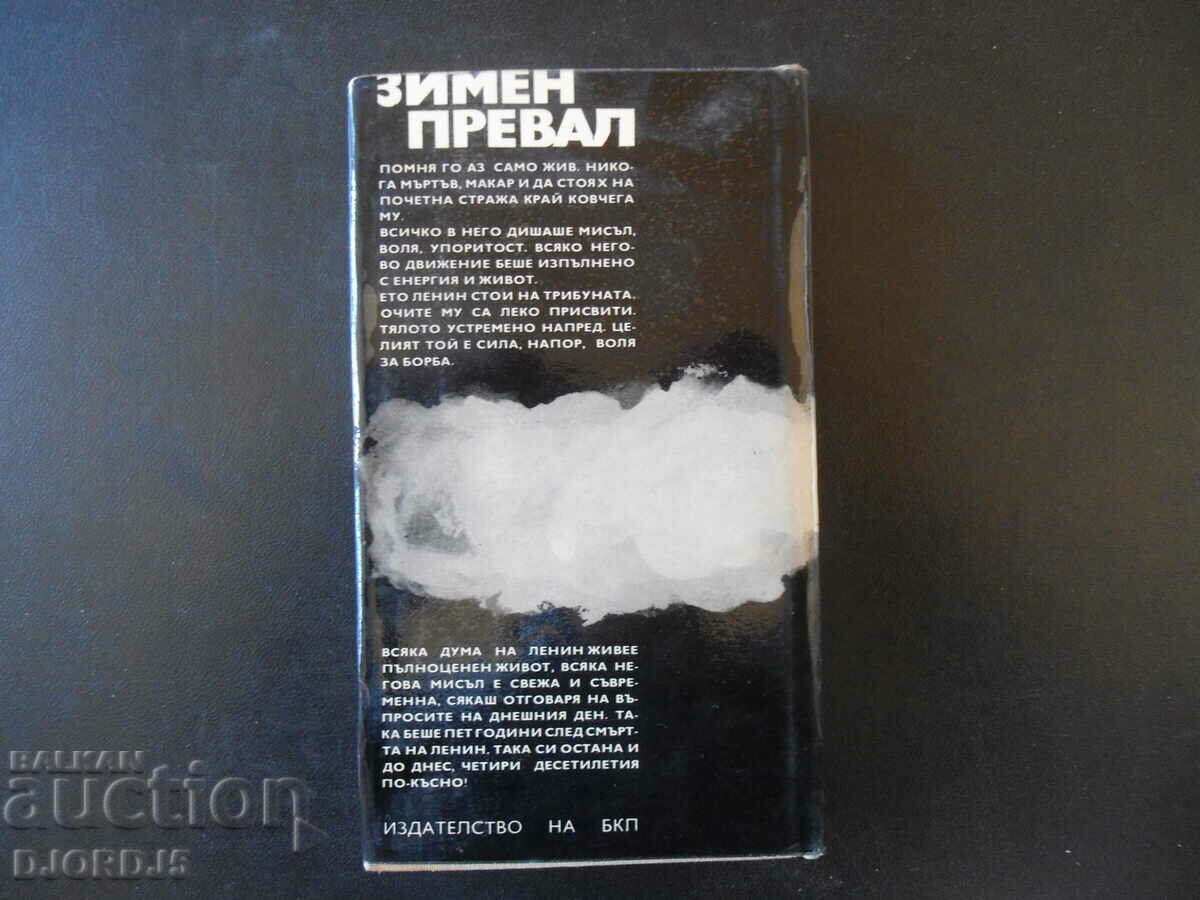 ЗИМЕН
ПРЕВАЛ
ПОМНЯ ГО АЗ САМО ЖИВ. НИКО-
ГА МЪРТЪВ, МАКАР И ДА СТОЯХ НА
ПОЧЕТНА СТРАЖА КРАЙ КОВЧЕГА
МУ.
ВСИЧКО В НЕГО ДИШАШЕ МИСЪЛ,
ВОЛЯ, УПОРИТОСТ. ВСЯКО НЕГО-
ВО ДВИЖЕНИЕ БЕШЕ ИЗПЪЛНЕНО
С ЕНЕРГИЯ И ЖИВОТ.
ЕТО ЛЕНИН СТОИ НА ТРИБУНАТА.
ОЧИТЕ МУ СА ЛЕКО ПРИСВИТИ.
ТЯЛОТО УСТРЕМЕНО НАПРЕД. ЦЕ-
ЛИЯТ ТОЙ Е СИЛА, НАПОР, ВОЛЯ
ЗА БОРБА.
ВСЯКА ДУМА НА ЛЕНИН ЖИВЕЕ
ПЪЛНОЦЕНЕН ЖИВОТ, ВСЯКА НЕ-
ГОВА МИСЪЛ Е СВЕЖА И СЪВРЕ-
МЕННА, СЯКАШ ОТГОВАРЯ НА ВЪ-
ПРОСИТЕ НА ДНЕШНИЯ ДЕН. ТА-
КА БЕШЕ ПЕТ ГОДИНИ СЛЕД СМЪРТ-
ТА НА ЛЕНИН. ТАКА СИ ОСТАНА И
ДО ДНЕС, ЧЕТИРИ ДЕСЕТИЛЕТИЯ
ПО-КЪСНО!
ИЗДАТЕЛСТВО НА БКП
BALKAN
auction
DJORDJ5